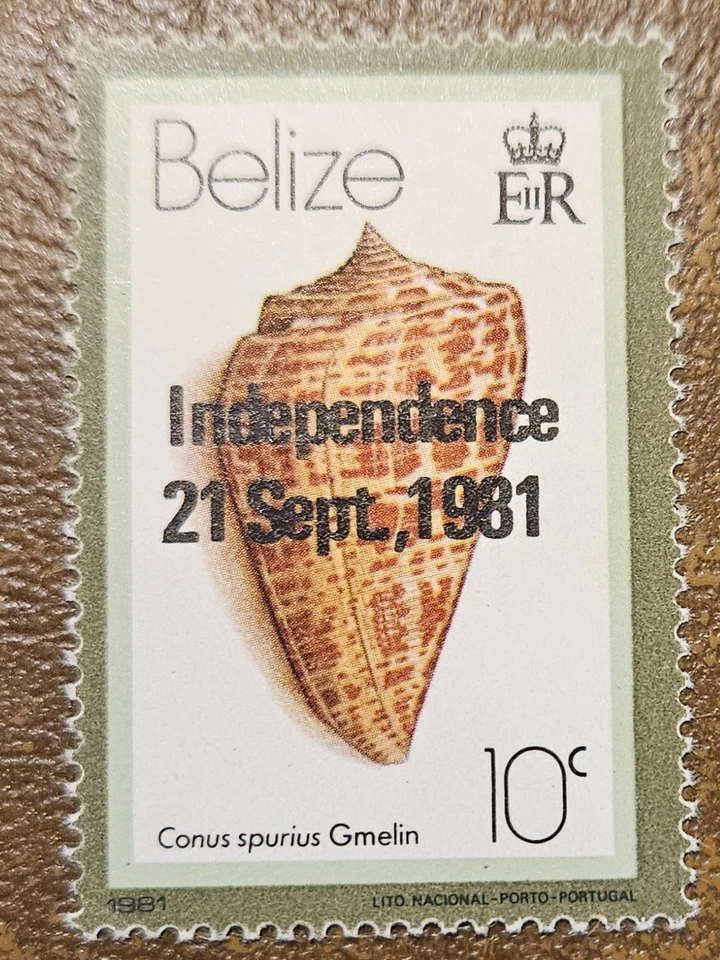 Belize
EIIR
Independence
21 Sept., 1981
10c
Conus spurius Gmelin
1981
LITO. NACIONAL-PORTO-PORTUGAL